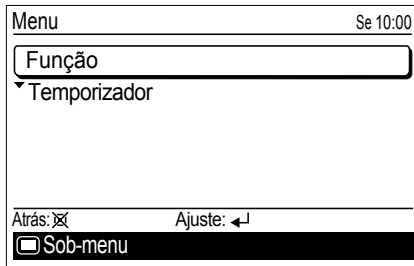 Menu Se 10:00
Função
Temporizador
Atrás: Ajuste:
Sob-menu